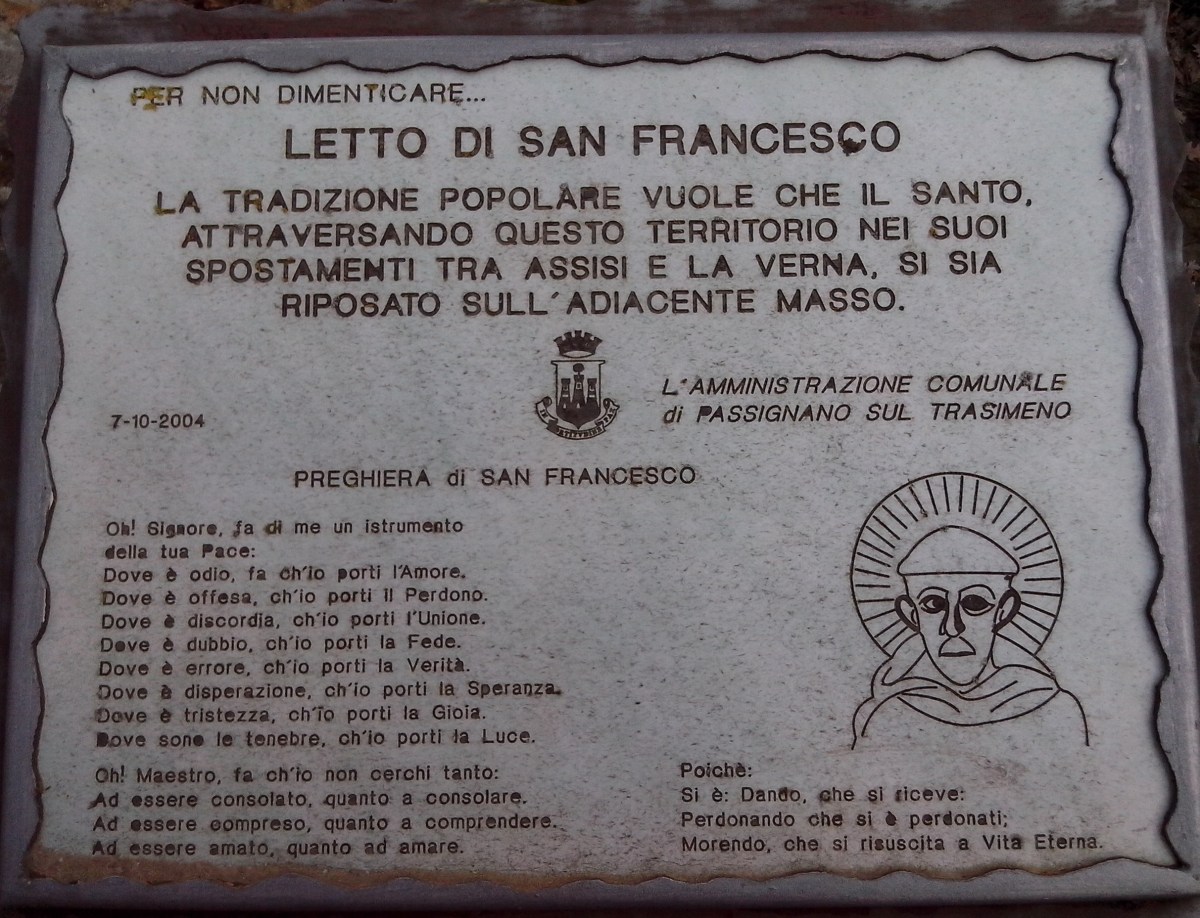 PER NON DIMENTICARE...
LETTO DI SAN FRANCESCO
LA TRADIZIONE POPOLARE VUOLE CHE IL SANTO,
ATTRAVERSANDO QUESTO TERRITORIO NEI SUOI
SPOSTAMENTI TRA ASSISI E LA VERNA, SI SIA
RIPOSATO SULL'ADIACENTE MASSO.
L'AMMINISTRAZIONE COMUNALE
di PASSIGNANO SUL TRASIMENO
7-10-2004
PREGHIERA di SAN FRANCESCO
Oh! Signore, fa di me un istrumento
della tua Pace:
Dove è odio, fa ch'io porti l'Amore.
Dove è offesa, ch'io porti il Perdono.
Dove è discordia, ch'io porti l'Unione.
Dove è dubbio, ch'io porti la Fede.
Dove è errore, ch'io porti la Verità.
Dove è disperazione, ch'io porti la Speranza.
Dove è tristezza, ch'io porti la Gioia.
Dove sono le tenebre, ch'io porti la Luce.
Oh! Maestro, fa ch'io non cerchi tanto:
Ad essere consolato, quanto a consolare.
Ad essere compreso, quanto a comprendere.
Ad essere amato, quanto ad amare.
Poichè:
Si è: Dando, che si riceve:
Perdonando che si è perdonati;
Morendo, che si risuscita a Vita Eterna.